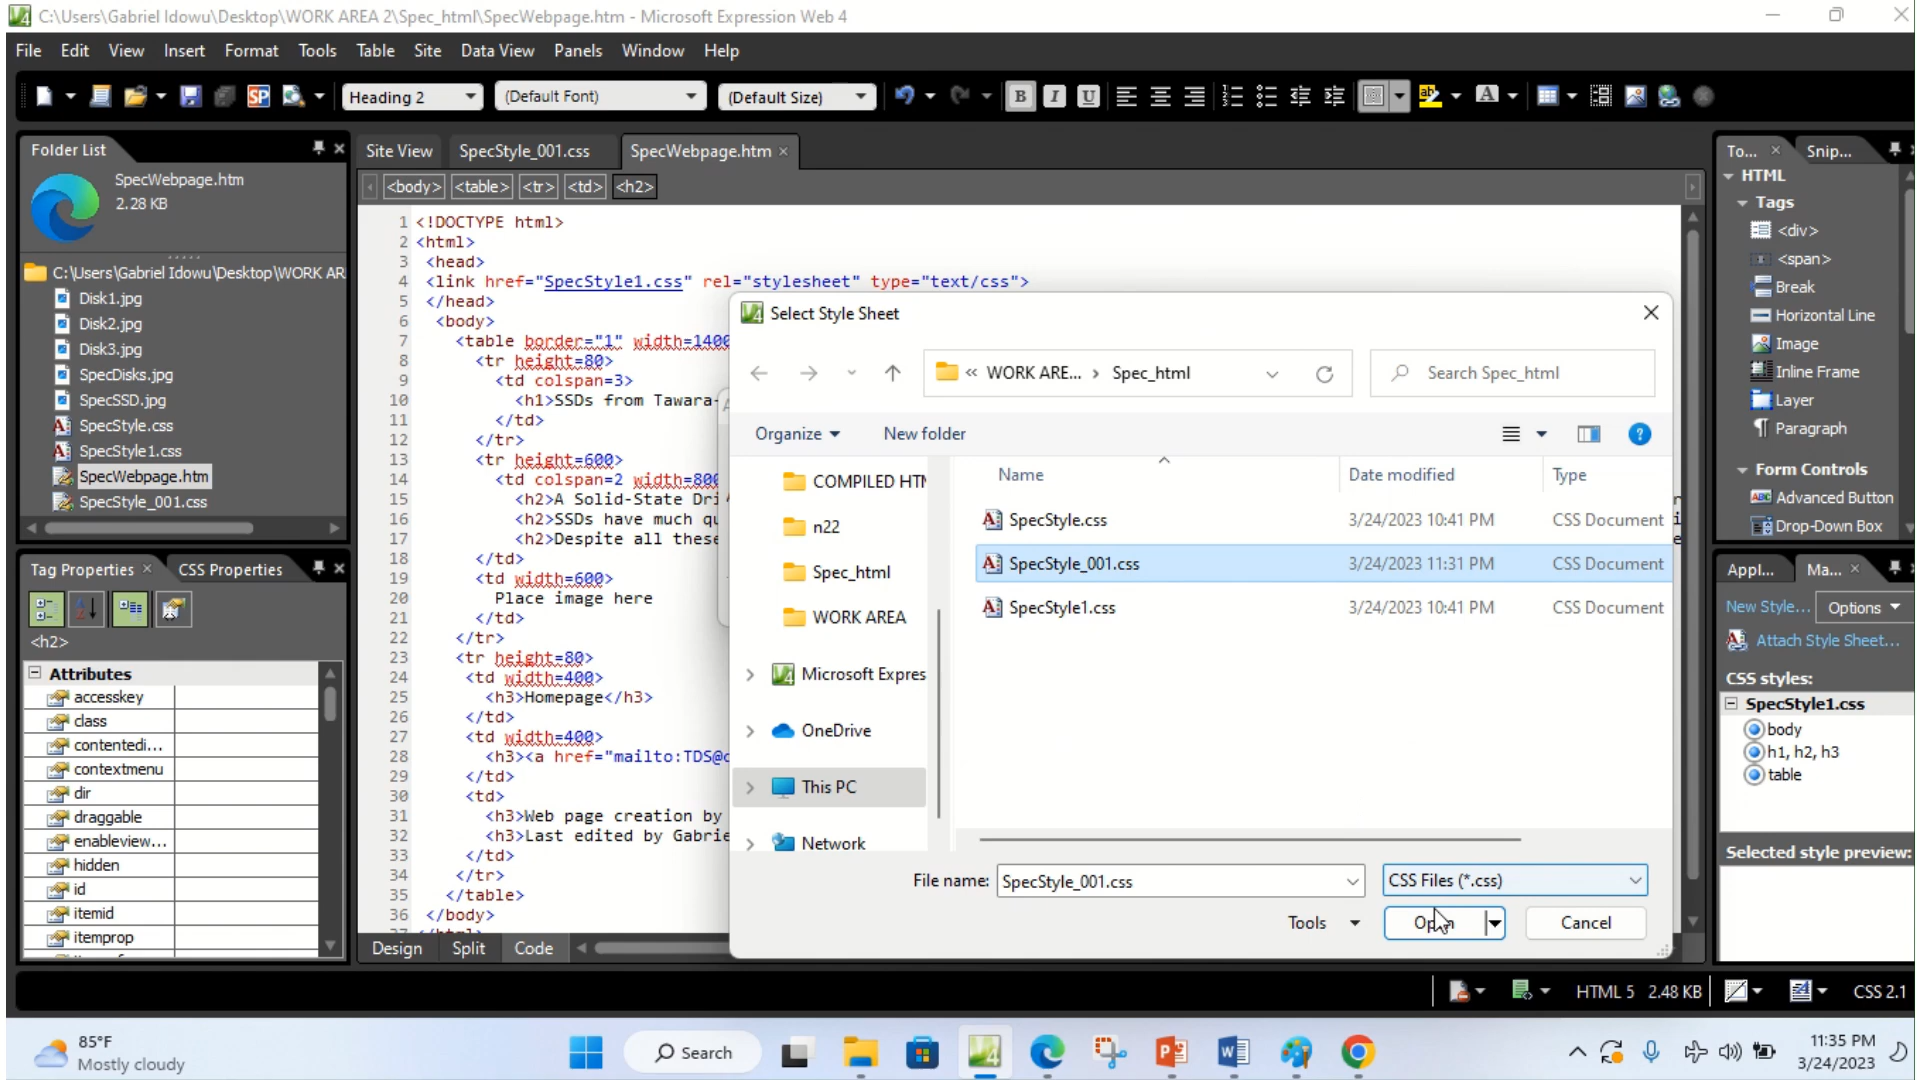 C:\Users\Gabriel Idowu\Desktop\WORK AREA 2\Spec_html\SpecWebpage.htm - Microsoft Expression Web 4
File Edit View Insert Format Tools Table Site Data View Panels Window Help
Heading 2 (Default Font) (Default Size) B I U A
Folder List
SpecWebpage.htm
2.28 KB
C:\Users\Gabriel Idowu\Desktop\WORK AR
Disk1.jpg
Disk2.jpg
Disk3.jpg
SpecDisks.jpg
SpecSSD.jpg
SpecStyle.css
SpecStyle1.css
SpecWebpage.htm
SpecStyle_001.css
Tag Properties CSS Properties
<h2>
Attributes
accesskey
class
contentedi...
contextmenu
dir
draggable
enableview...
hidden
id
itemid
itemprop
Site View SpecStyle_001.css SpecWebpage.htm
<body> <table> <tr> <td> <h2>
1 <!DOCTYPE html>
2 <html>
3 <head>
4 <link href="SpecStyle1.css" rel="stylesheet" type="text/css">
5 </head>
6 <body>
7 <table border="1" width=1400
8 <tr height=80>
9 <td colspan=3>
10 <h1>SSDs from Tawara-
11 </td>
12 </tr>
13 <tr height=600>
14 <td colspan=2 width=800
15 <h2>A Solid-State Dri
16 <h2>SSDs have much qu
17 <h2>Despite all these
18 </td>
19 <td width=600>
20 Place image here
21 </td>
22 </tr>
23 <tr height=80>
24 <td width=400>
25 <h3>Homepage</h3>
26 </td>
27 <td width=400>
28 <h3><a href="mailto:TDS@c
29 </td>
30 <td>
31 <h3>Web page creation by
32 <h3>Last edited by Gabrie
33 </td>
34 </tr>
35 </table>
36 </body>
Design Split Code
Select Style Sheet
« WORK ARE... › Spec_html
Search Spec_html
Organize New folder
COMPILED HTM
n22
Spec_html
WORK AREA
Microsoft Expres
OneDrive
This PC
Network
Name Date modified Type
SpecStyle.css 3/24/2023 10:41 PM CSS Document
SpecStyle_001.css 3/24/2023 11:31 PM CSS Document
SpecStyle1.css 3/24/2023 10:41 PM CSS Document
File name: SpecStyle_001.css CSS Files (*.css)
Tools Open Cancel
To... Snip...
HTML
Tags
<div>
<span>
Break
Horizontal Line
Image
Inline Frame
Layer
Paragraph
Form Controls
Advanced Button
Drop-Down Box
Appl... Ma...
New Style... Options
Attach Style Sheet...
CSS styles:
SpecStyle1.css
body
h1, h2, h3
table
Selected style preview:
HTML 5 2.48 KB CSS 2.1
85°F
Mostly cloudy
Search
11:35 PM
3/24/2023